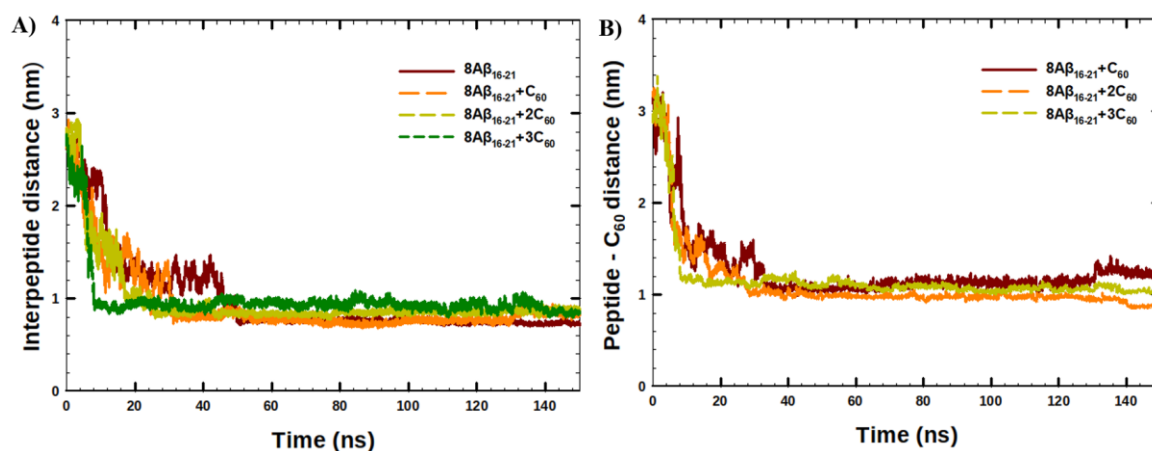 A)
Interpeptide distance (nm)
4
3
2
1
0
8Aβ₁₆₋₂₁
8Aβ₁₆₋₂₁+C₆₀
8Aβ₁₆₋₂₁+2C₆₀
8Aβ₁₆₋₂₁+3C₆₀
0 20 40 60 80 100 120 140
Time (ns)
B)
Peptide - C₆₀ distance (nm)
4
3
2
1
0
8Aβ₁₆₋₂₁+C₆₀
8Aβ₁₆₋₂₁+2C₆₀
8Aβ₁₆₋₂₁+3C₆₀
0 20 40 60 80 100 120 140
Time (ns)